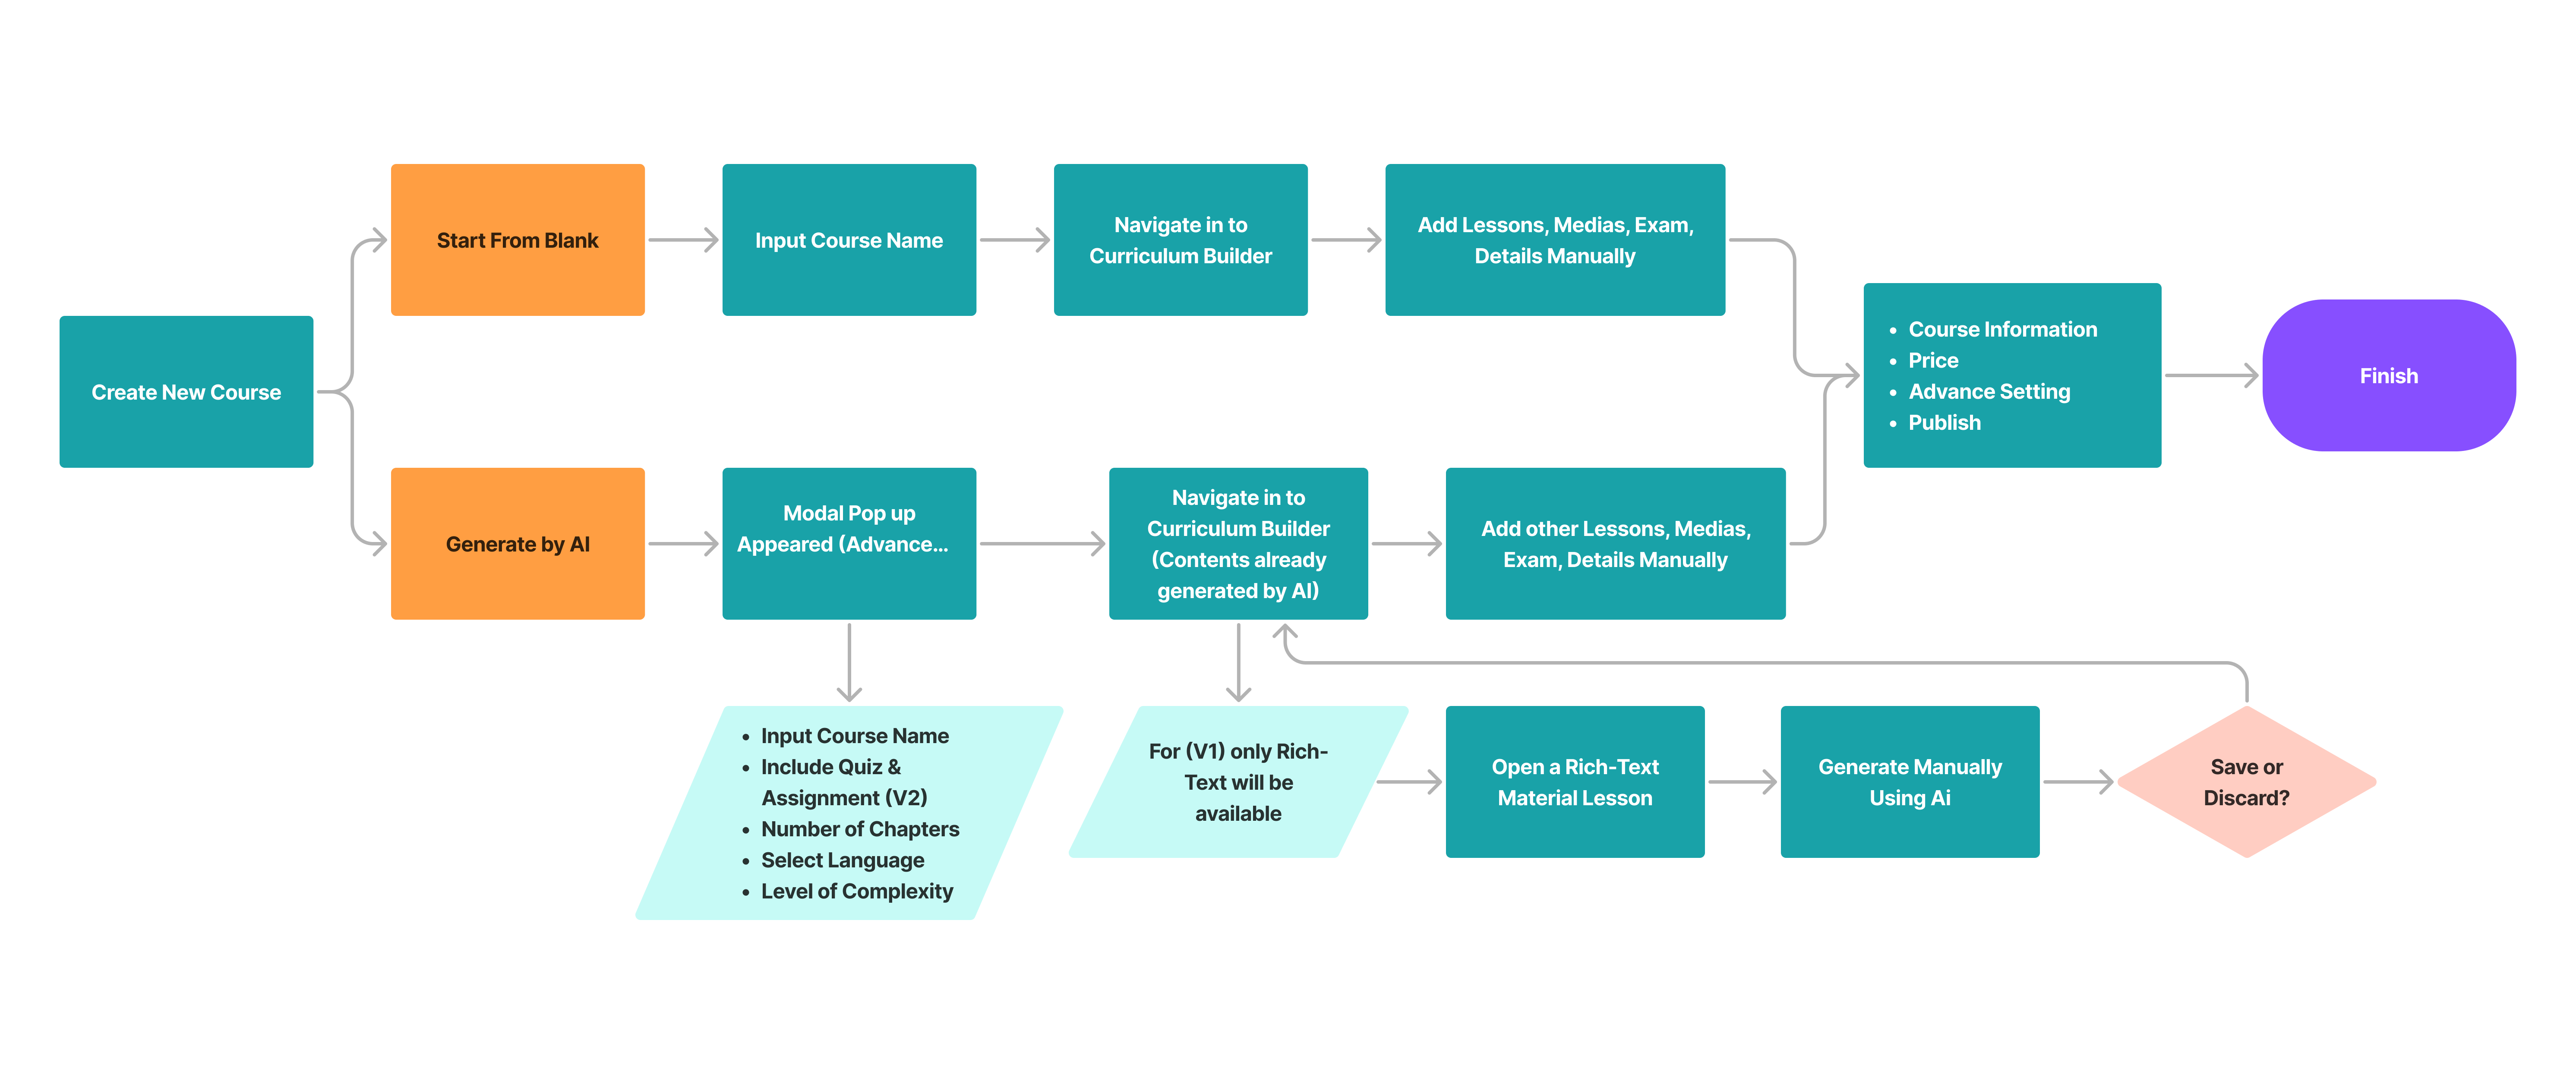 Start From Blank
Input Course Name
Navigate in to
Curriculum Builder
Add Lessons, Medias, Exam,
Details Manually
Create New Course
• Course Information
• Price
• Advance Setting
• Publish
Finish
Generate by AI
Modal Pop up
Appeared (Advance...
Navigate in to
Curriculum Builder
(Contents already
generated by AI)
Add other Lessons, Medias,
Exam, Details Manually
• Input Course Name
• Include Quiz &
Assignment (V2)
• Number of Chapters
• Select Language
• Level of Complexity
For (V1) only Rich-
Text will be
available
Open a Rich-Text
Material Lesson
Generate Manually
Using Ai
Save or
Discard?